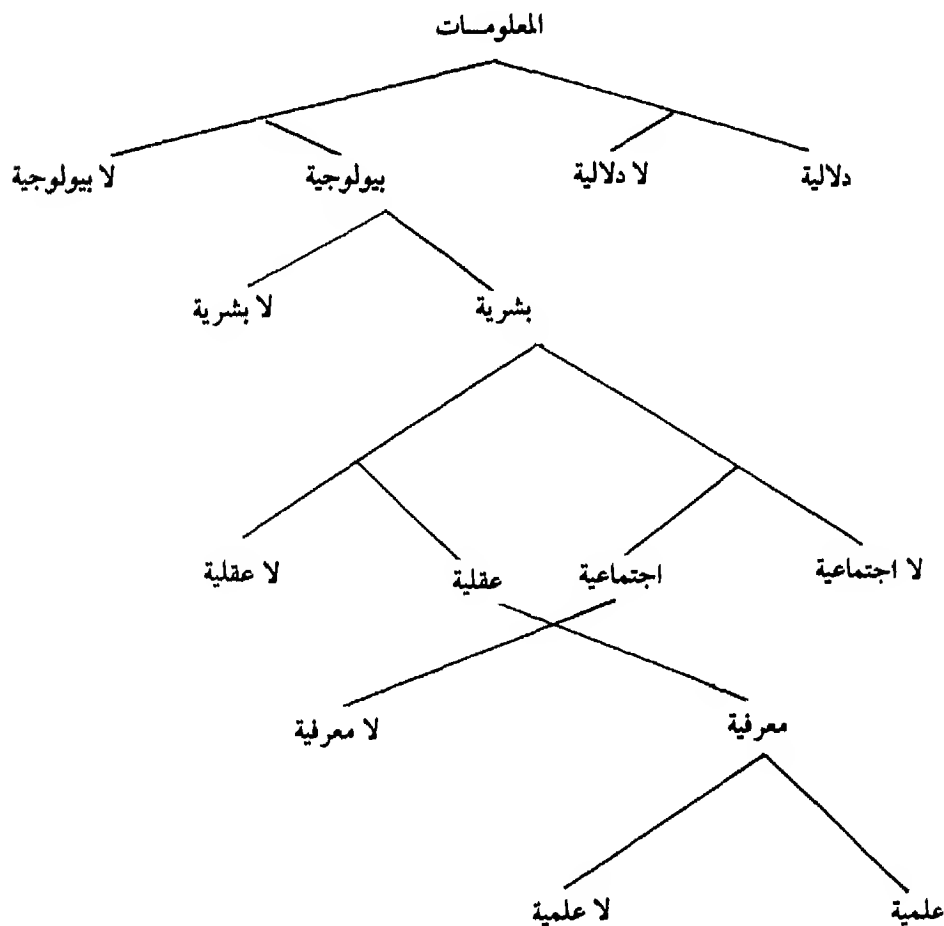 المعلومـــات
دلالية    لا دلالية    بيولوجية    لا بيولوجية
بشرية    لا بشرية
لا اجتماعية    اجتماعية    عقلية    لا عقلية
معرفية    لا معرفية
علمية    لا علمية